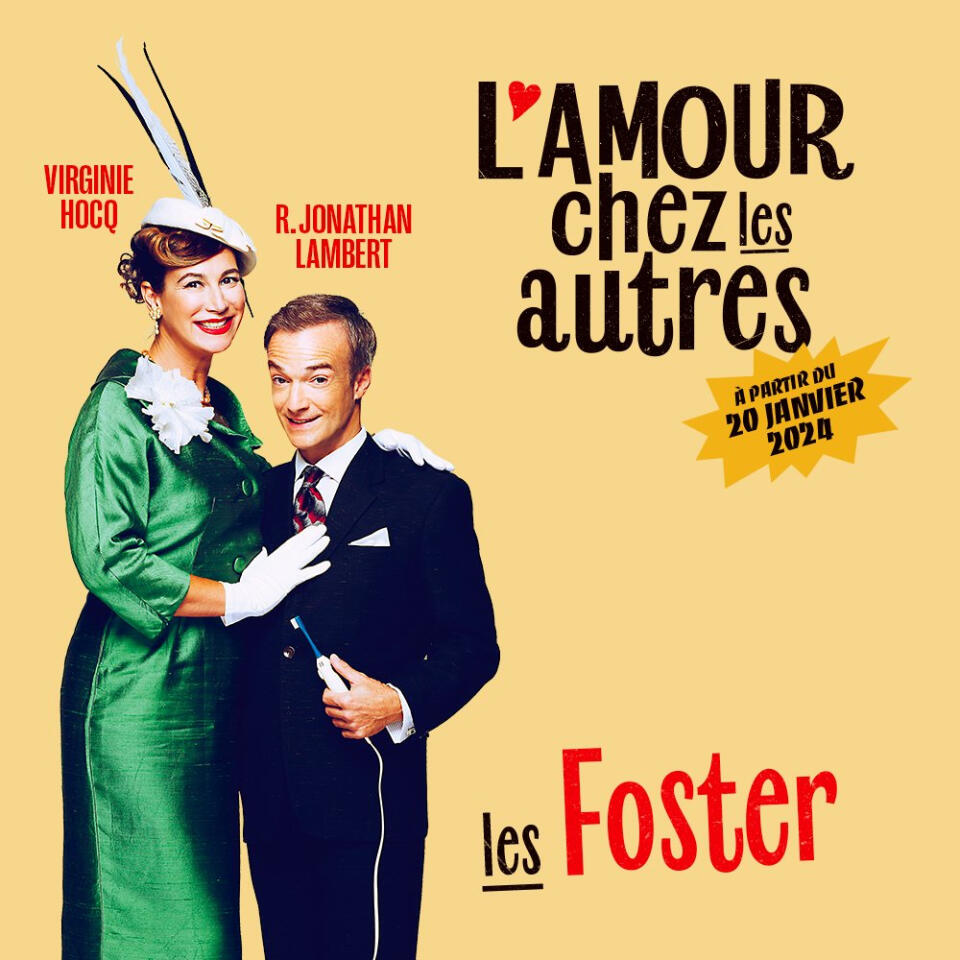 VIRGINIE
HOCQ
R. JONATHAN
LAMBERT
L'AMOUR
chez les
autres
À PARTIR DU
20 JANVIER
2024
les Foster